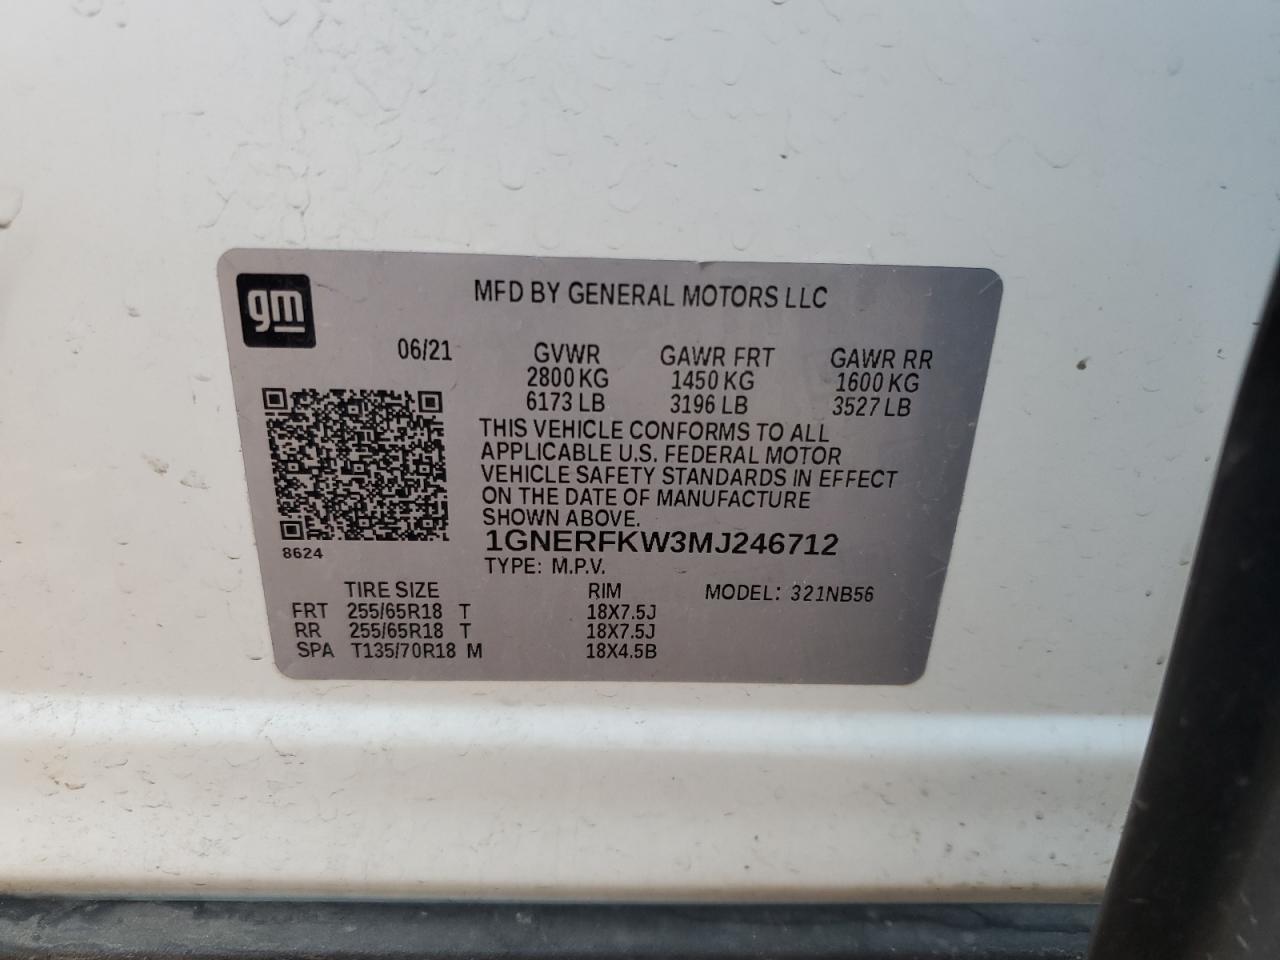 gm
MFD BY GENERAL MOTORS LLC
06/21
GVWR GAWR FRT GAWR RR
2800 KG 1450 KG 1600 KG
6173 LB 3196 LB 3527 LB
THIS VEHICLE CONFORMS TO ALL
APPLICABLE U.S. FEDERAL MOTOR
VEHICLE SAFETY STANDARDS IN EFFECT
ON THE DATE OF MANUFACTURE
SHOWN ABOVE.
8624
1GNERFKW3MJ246712
TYPE: M.P.V.
TIRE SIZE RIM MODEL: 321NB56
FRT 255/65R18 T 18X7.5J
RR 255/65R18 T 18X7.5J
SPA T135/70R18 M 18X4.5B